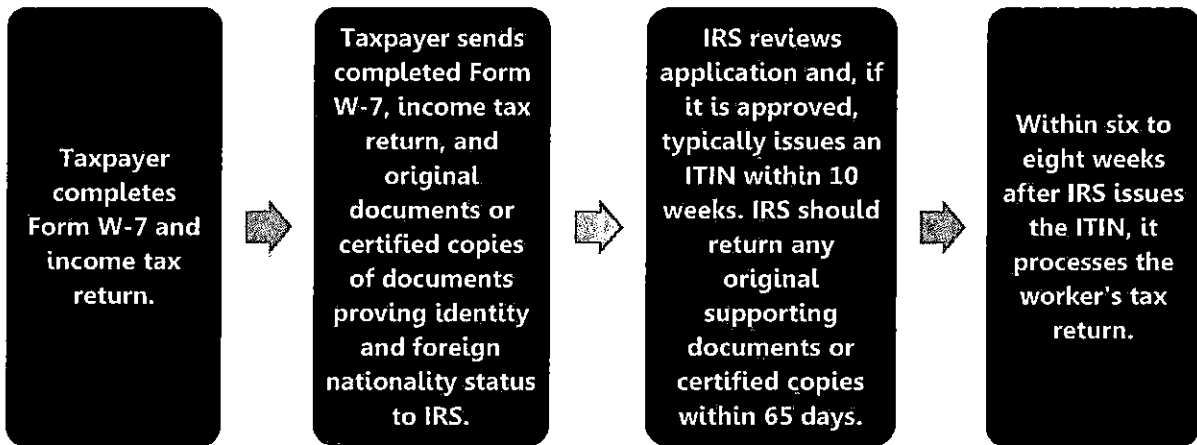 Taxpayer
completes
Form W-7 and
income tax
return.
Taxpayer sends
completed Form
W-7, income tax
return, and
original
documents or
certified copies
of documents
proving identity
and foreign
nationality status
to IRS.
IRS reviews
application and, if
it is approved,
typically issues an
ITIN within 10
weeks. IRS should
return any
original
supporting
documents or
certified copies
within 65 days.
Within six to
eight weeks
after IRS issues
the ITIN, it
processes the
worker's tax
return.